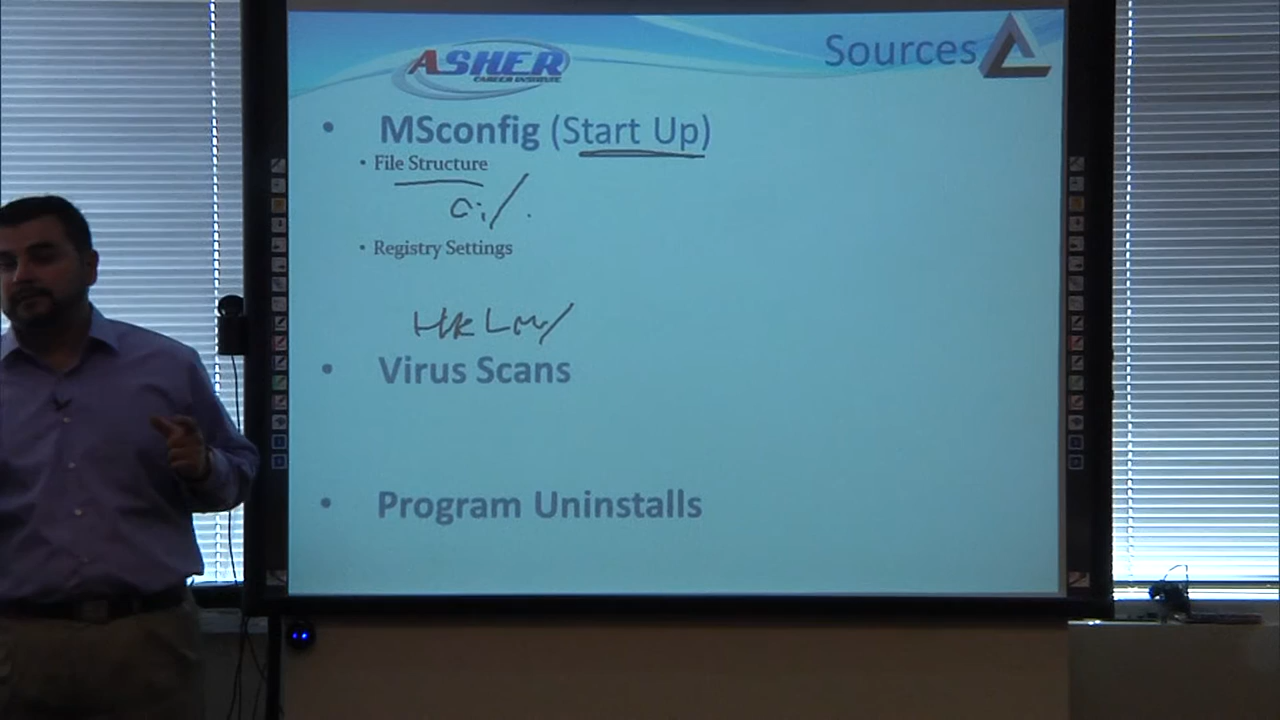 Sources
ASHER
CAREER INSTITUTE
• MSconfig (Start Up)
• File Structure
C:/.
• Registry Settings
HKLM/
• Virus Scans
• Program Uninstalls